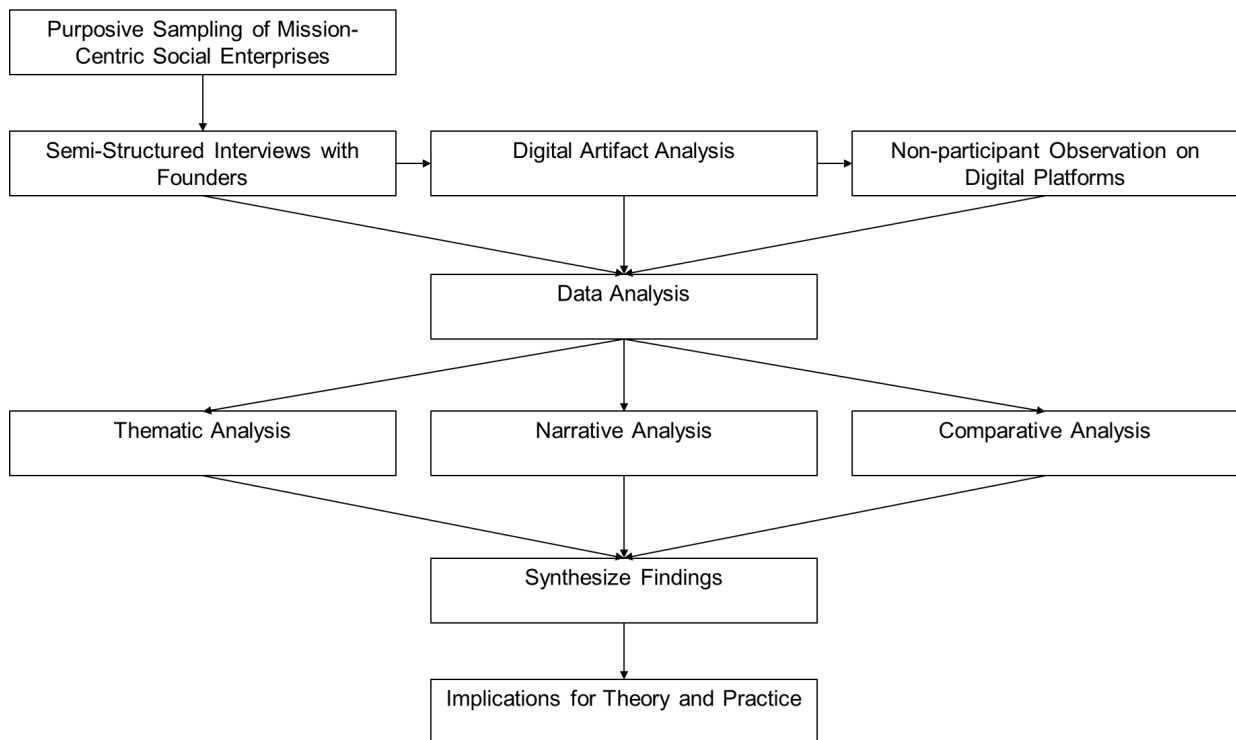 Purposive Sampling of Mission-
Centric Social Enterprises
Semi-Structured Interviews with
Founders
Digital Artifact Analysis
Non-participant Observation on
Digital Platforms
Data Analysis
Thematic Analysis
Narrative Analysis
Comparative Analysis
Synthesize Findings
Implications for Theory and Practice